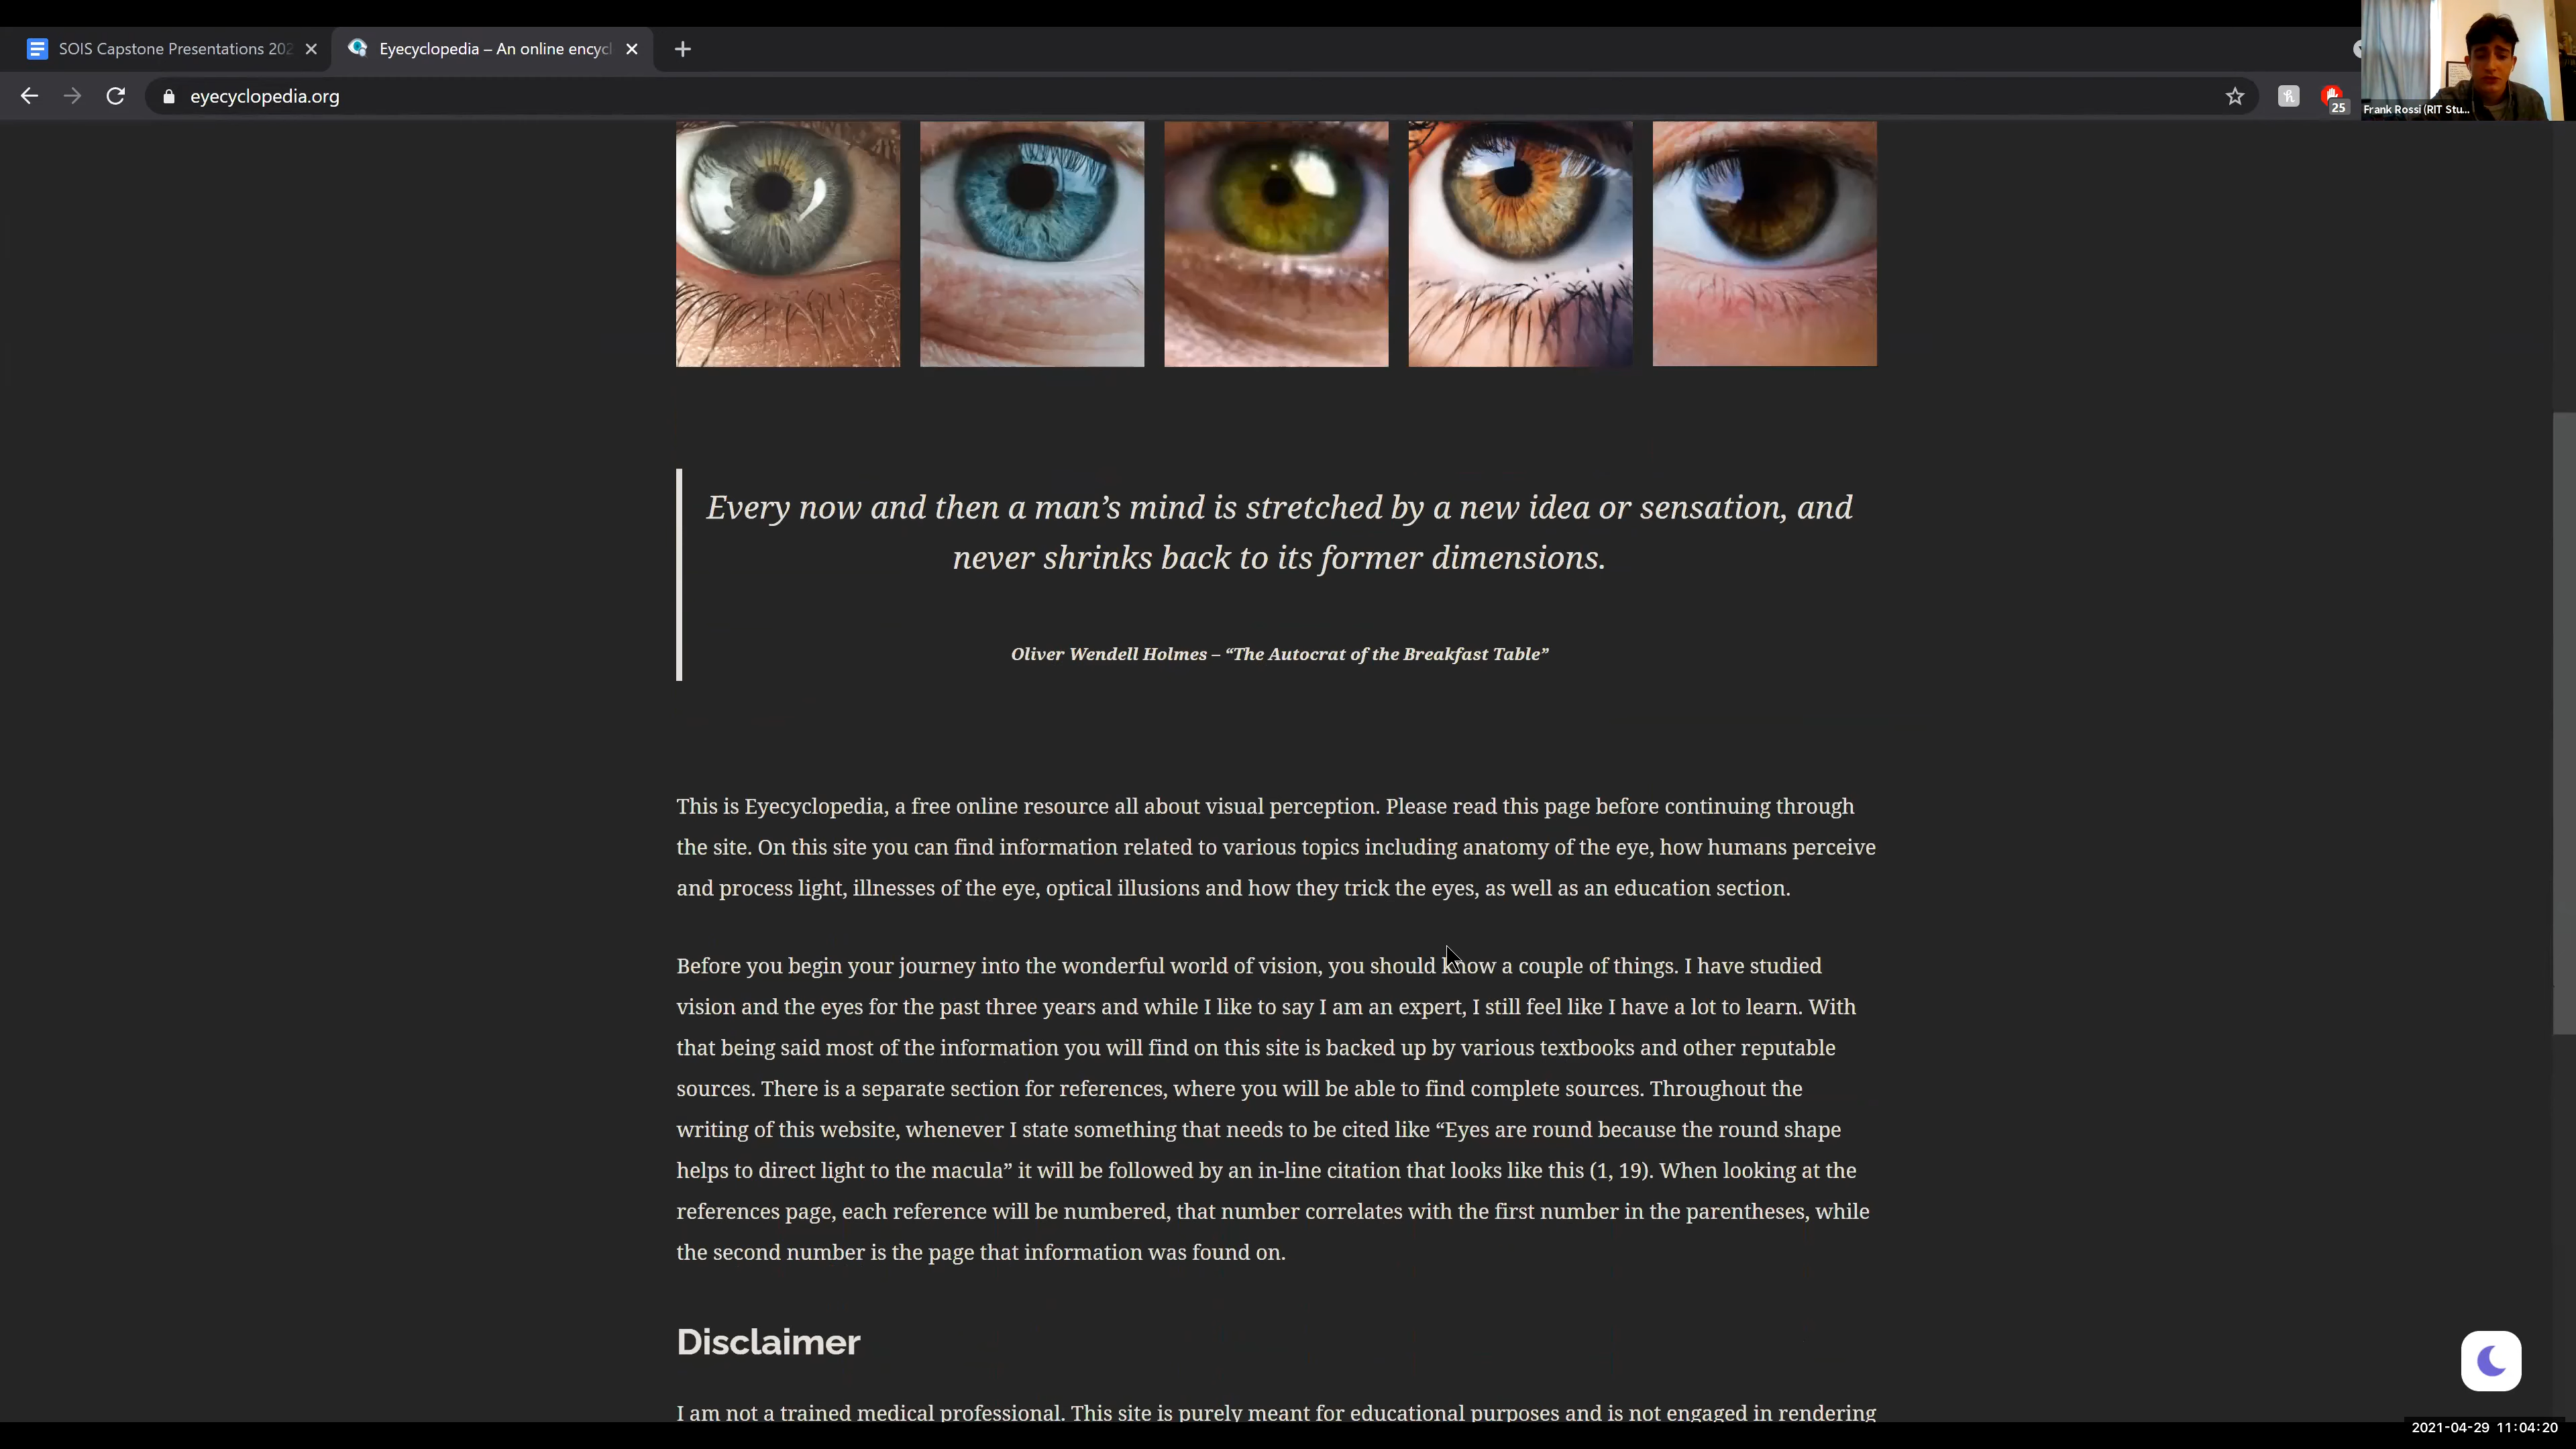 SOIS Capstone Presentations 202
Eyecyclopedia – An online encycl
eyecyclopedia.org
25
Frank Rossi (RIT Stu...
Every now and then a man’s mind is stretched by a new idea or sensation, and
never shrinks back to its former dimensions.
Oliver Wendell Holmes – “The Autocrat of the Breakfast Table”
This is Eyecyclopedia, a free online resource all about visual perception. Please read this page before continuing through
the site. On this site you can find information related to various topics including anatomy of the eye, how humans perceive
and process light, illnesses of the eye, optical illusions and how they trick the eyes, as well as an education section.
Before you begin your journey into the wonderful world of vision, you should know a couple of things. I have studied
vision and the eyes for the past three years and while I like to say I am an expert, I still feel like I have a lot to learn. With
that being said most of the information you will find on this site is backed up by various textbooks and other reputable
sources. There is a separate section for references, where you will be able to find complete sources. Throughout the
writing of this website, whenever I state something that needs to be cited like “Eyes are round because the round shape
helps to direct light to the macula” it will be followed by an in-line citation that looks like this (1, 19). When looking at the
references page, each reference will be numbered, that number correlates with the first number in the parentheses, while
the second number is the page that information was found on.
Disclaimer
I am not a trained medical professional. This site is purely meant for educational purposes and is not engaged in rendering
2021-04-29 11:04:20